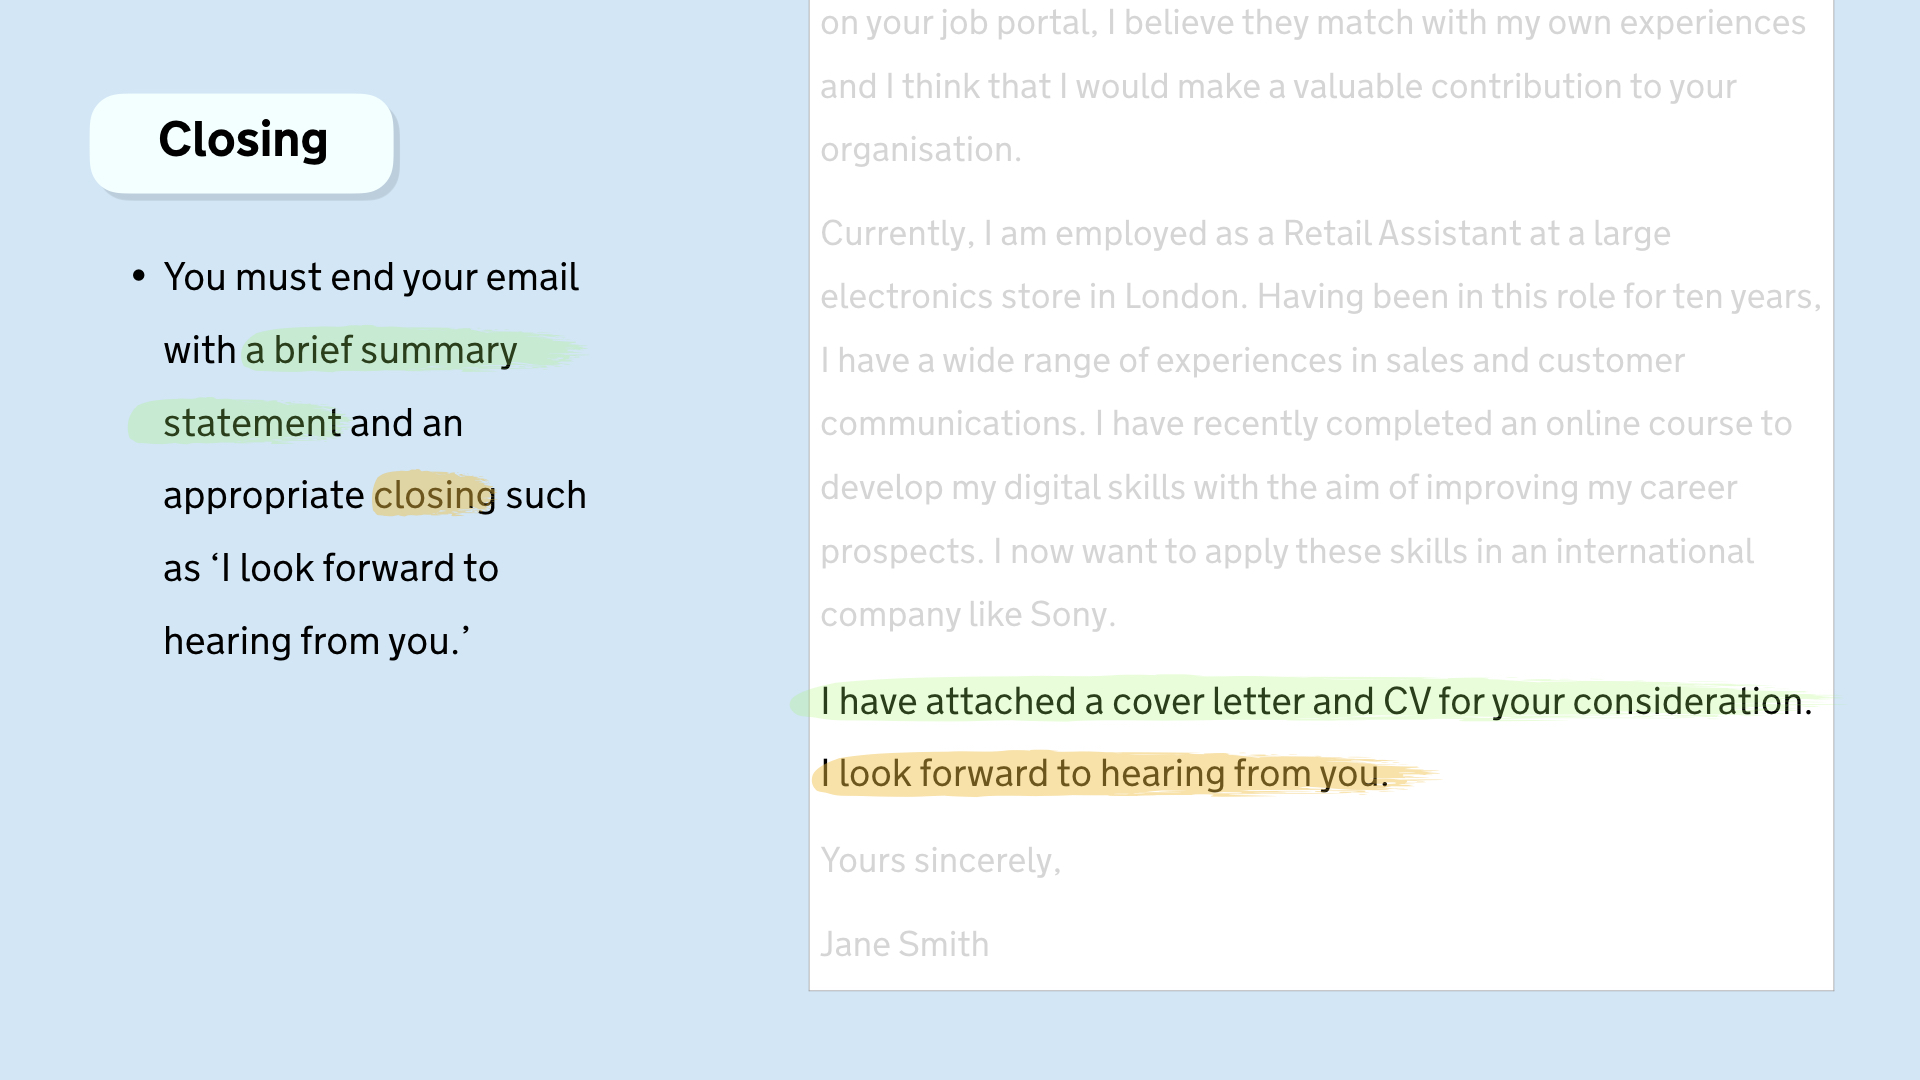 Closing
• You must end your email
with a brief summary
statement and an
appropriate closing such
as ‘I look forward to
hearing from you.’
on your job portal, I believe they match with my own experiences
and I think that I would make a valuable contribution to your
organisation.
Currently, I am employed as a Retail Assistant at a large
electronics store in London. Having been in this role for ten years,
I have a wide range of experiences in sales and customer
communications. I have recently completed an online course to
develop my digital skills with the aim of improving my career
prospects. I now want to apply these skills in an international
company like Sony.
I have attached a cover letter and CV for your consideration.
I look forward to hearing from you.
Yours sincerely,
Jane Smith